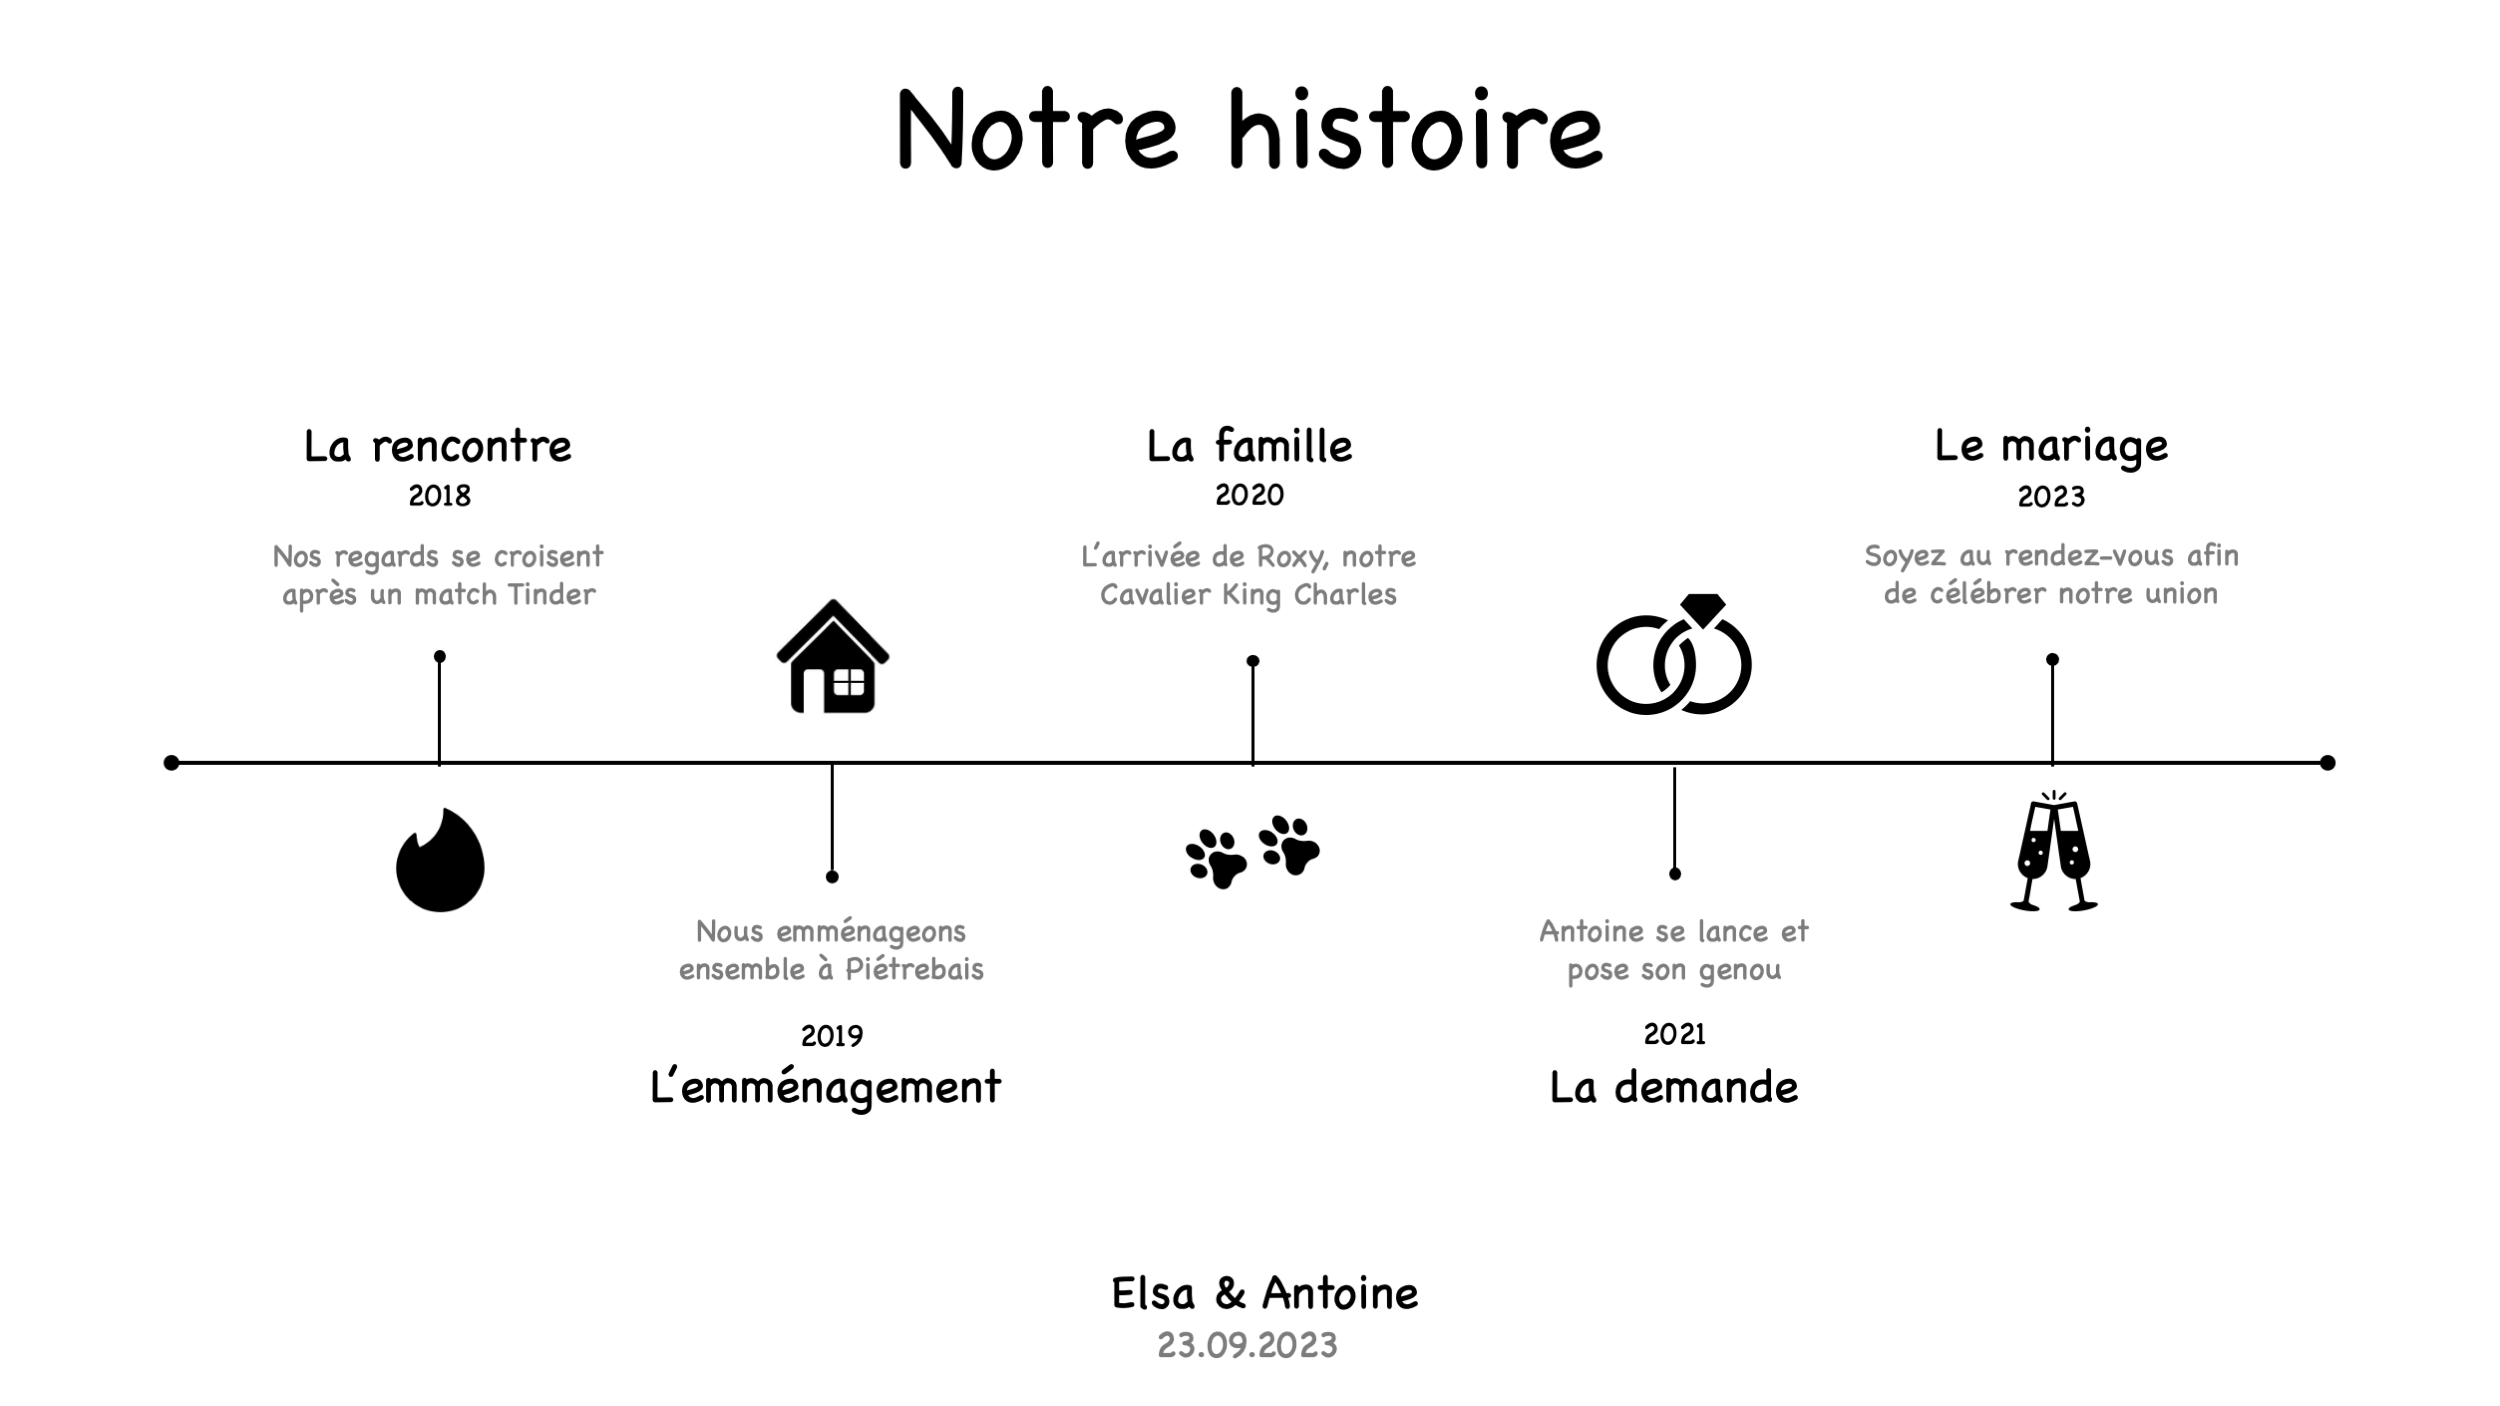 Notre histoire
La rencontre
2018
Nos regards se croisent
après un match Tinder
Nous emménageons
ensemble à Piétrebais
2019
L'emménagement
La famille
2020
L'arrivée de Roxy, notre
Cavalier King Charles
Antoine se lance et
pose son genou
2021
La demande
Le mariage
2023
Soyez au rendez-vous afin
de célébrer notre union
Elsa & Antoine
23.09.2023